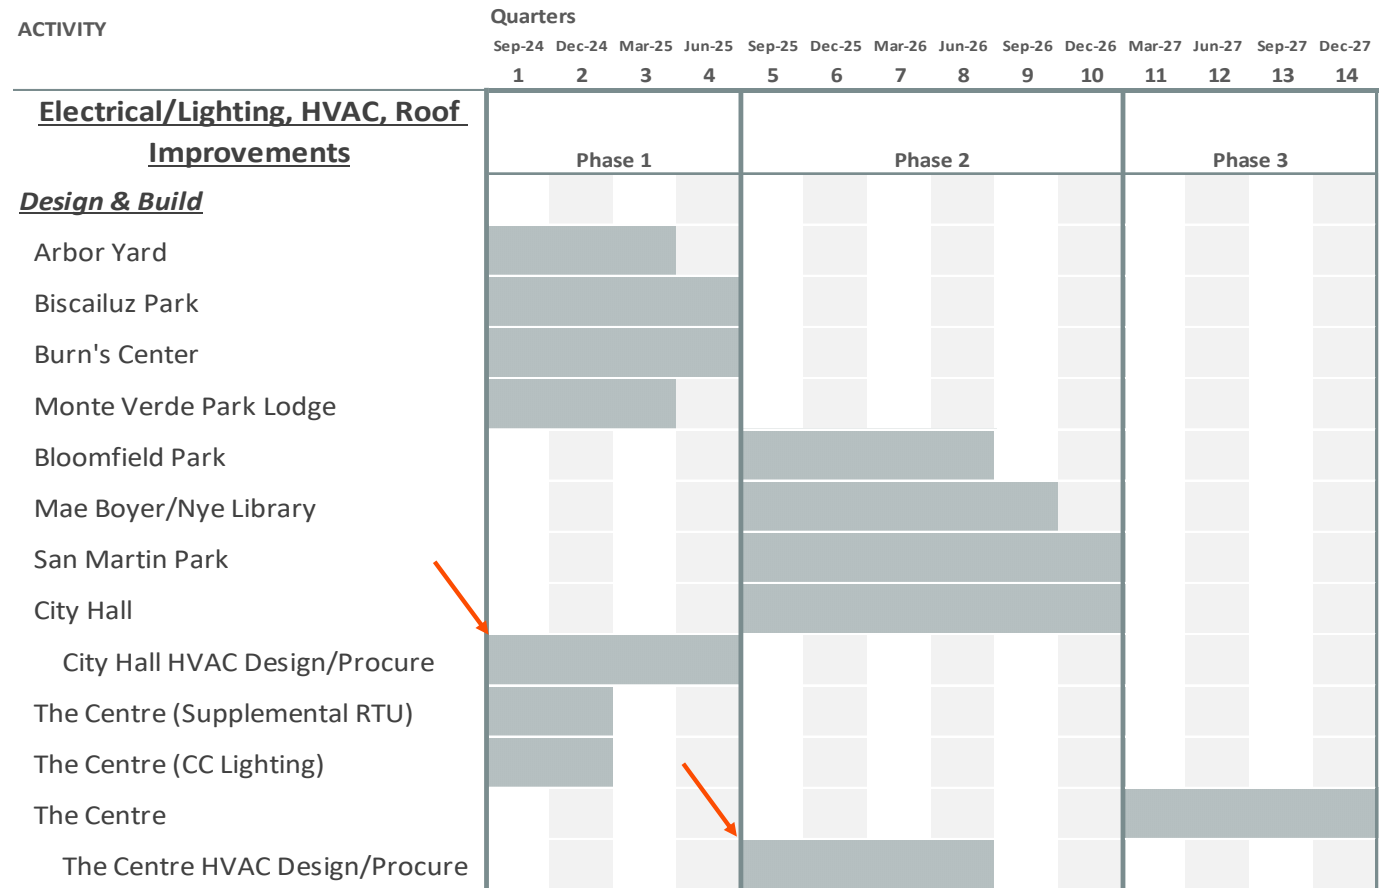 Quarters
ACTIVITY
Sep-24 Dec-24 Mar-25 Jun-25 Sep-25 Dec-25 Mar-26 Jun-26 Sep-26 Dec-26 Mar-27 Jun-27 Sep-27 Dec-27
1 2 3 4 5 6 7 8 9 10 11 12 13 14
Electrical/Lighting, HVAC, Roof
Improvements
Phase 1 Phase 2 Phase 3
Design & Build
Arbor Yard
Biscailuz Park
Burn's Center
Monte Verde Park Lodge
Bloomfield Park
Mae Boyer/Nye Library
San Martin Park
City Hall
City Hall HVAC Design/Procure
The Centre (Supplemental RTU)
The Centre (CC Lighting)
The Centre
The Centre HVAC Design/Procure